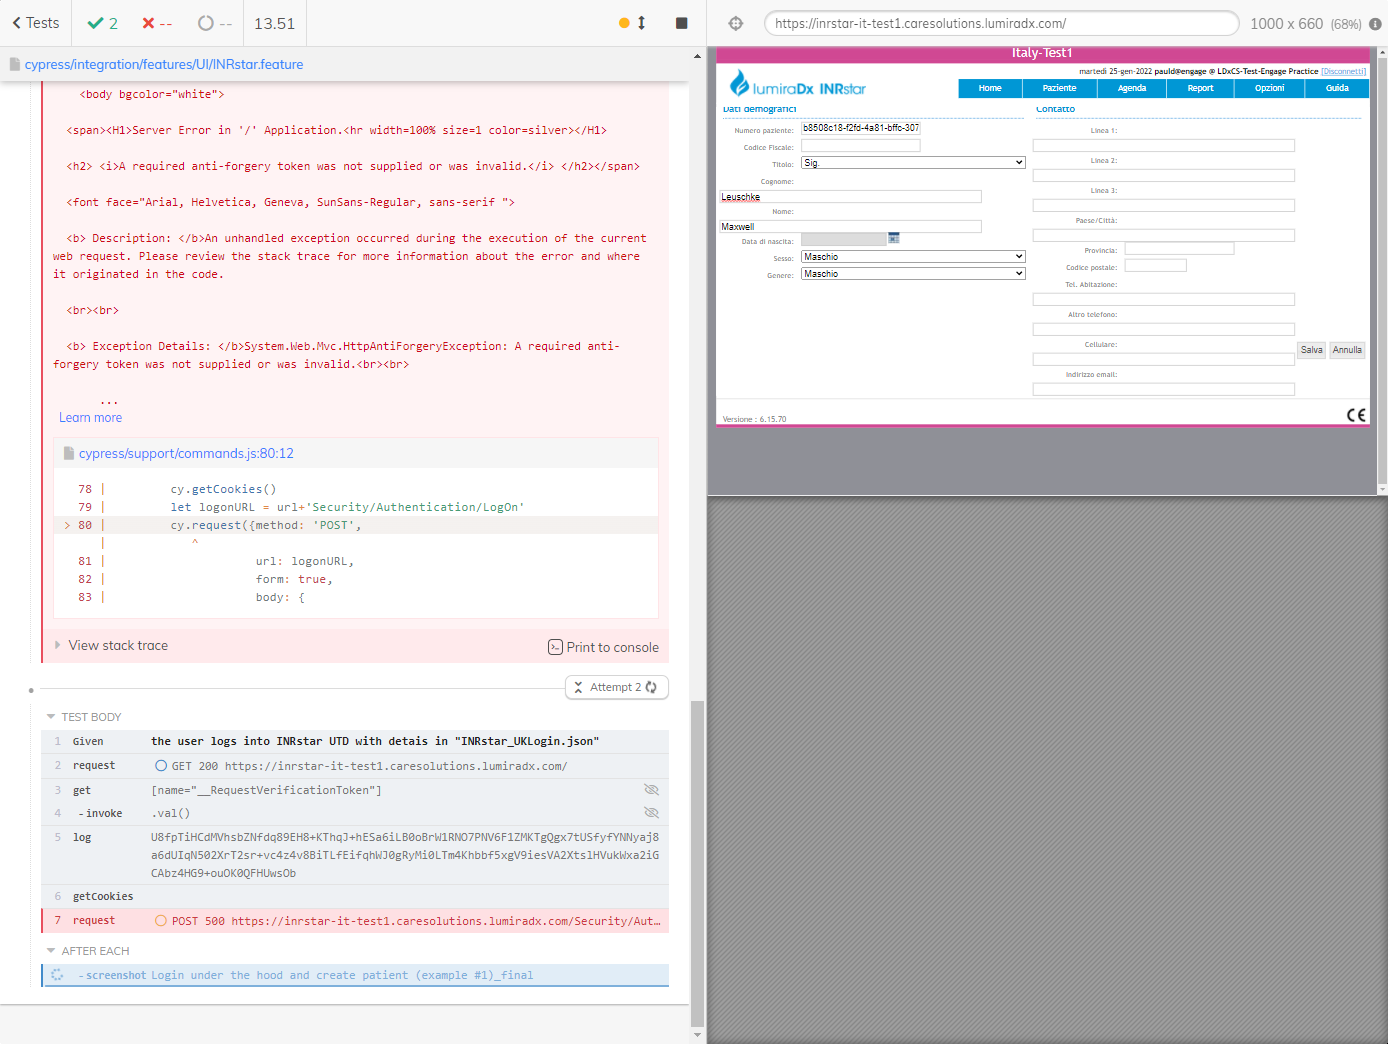 Tests
2
--
--
13.51
cypress/integration/features/UI/INRstar.feature
<body bgcolor="white">
<span><H1>Server Error in '/' Application.<hr width=100% size=1 color=silver></H1>
<h2> <i>A required anti-forgery token was not supplied or was invalid.</i> </h2></span>
<font face="Arial, Helvetica, Geneva, SunSans-Regular, sans-serif ">
<b> Description: </b>An unhandled exception occurred during the execution of the current
web request. Please review the stack trace for more information about the error and where
it originated in the code.
<br><br>
<b> Exception Details: </b>System.Web.Mvc.HttpAntiForgeryException: A required anti-
forgery token was not supplied or was invalid.<br><br>
...
Learn more
cypress/support/commands.js:80:12
78 | cy.getCookies()
79 | let logonURL = url+'Security/Authentication/LogOn'
> 80 | cy.request({method: 'POST',
| ^
81 | url: logonURL,
82 | form: true,
83 | body: {
View stack trace
Print to console
Attempt 2
TEST BODY
1 Given the user logs into INRstar UTD with detais in "INRstar_UKLogin.json"
2 request GET 200 https://inrstar-it-test1.caresolutions.lumiradx.com/
3 get [name="__RequestVerificationToken"]
4 -invoke .val()
5 log U8fpTiHCdMVhsbZNfdq89EH8+KThqJ+hESa6iLB0oBrW1RNO7PNV6F1ZMKTgQgx7tUSfyfYNNyaj8
a6dUIqN502XrT2sr+vc4z4v8BiTLfEifqhWJ0gRyMi0LTm4Khbbf5xgV9iesVA2XtslHVukWxa2iG
CAbz4HG9+ouOK0QFHUwsOb
6 getCookies
7 request POST 500 https://inrstar-it-test1.caresolutions.lumiradx.com/Security/Aut…
AFTER EACH
-screenshot Login under the hood and create patient (example #1)_final
https://inrstar-it-test1.caresolutions.lumiradx.com/
1000 x 660 (68%)
Italy-Test1
martedì 25-gen-2022 pauld@engage @ LDxCS-Test-Engage Practice [Disconnetti]
lumiraDx INRstar
Home Paziente Agenda Report Opzioni Guida
Dati demografici
Numero paziente: b8508c18-f2fd-4a81-bffc-307
Codice Fiscale:
Titolo: Sig.
Cognome:
Leuschke
Nome:
Maxwell
Data di nascita:
Sesso: Maschio
Genere: Maschio
Contatto
Linea 1:
Linea 2:
Linea 3:
Paese/Città:
Provincia:
Codice postale:
Tel. Abitazione:
Altro telefono:
Cellulare:
Indirizzo email:
Salva Annulla
Versione : 6.15.70
CE